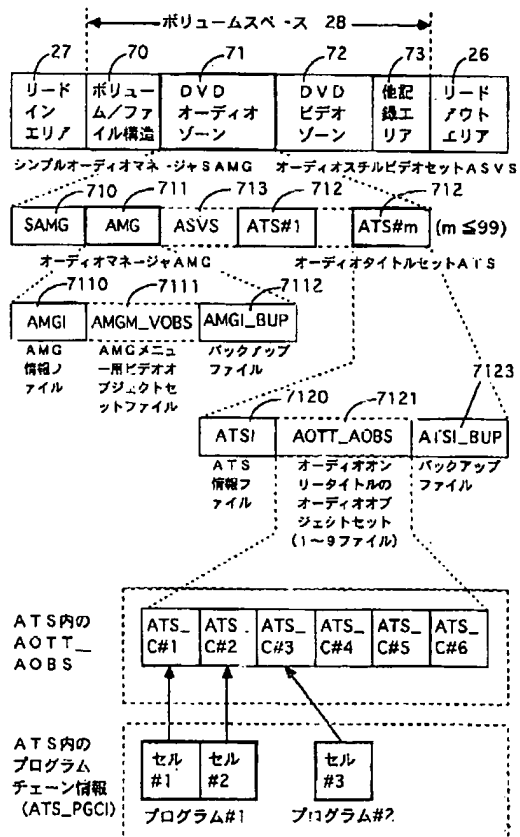 ボリュームスペース 28
27 70 71 72 73 26
リード
イン
エリア
ボリュー
ム/ファ
イル構造
DVD
オーディオ
ゾーン
DVD
ビデオ
ゾーン
他記
録エ
リア
リード
アウト
エリア
シンプルオーディオマネージャSAMG オーディオスチルビデオセットASVS
710 711 713 712 712
SAMG AMG ASVS ATS#1 ATS#m (m≦99)
オーディオマネージャAMG オーディオタイトルセットATS
7110 7111 7112
AMGI AMGM_VOBS AMGI_BUP
AMG
情報フ
ァイル
AMGメニュ
ー用ビデオオ
ブジェクトセ
ットファイル
バックアップ
ファイル
7120 7121 7123
ATSI AOTT_AOBS ATSI_BUP
ATS
情報フ
ァイル
オーディオオン
リータイトルの
オーディオオブ
ジェクトセット
(1〜9ファイル)
バックアップ
ファイル
ATS内の
AOTT_
AOBS
ATS_
C#1
ATS_
C#2
ATS_
C#3
ATS_
C#4
ATS_
C#5
ATS_
C#6
ATS内の
プログラム
チェーン情報
(ATS_PGCI)
セル
#1
セル
#2
セル
#3
プログラム#1 プログラム#2